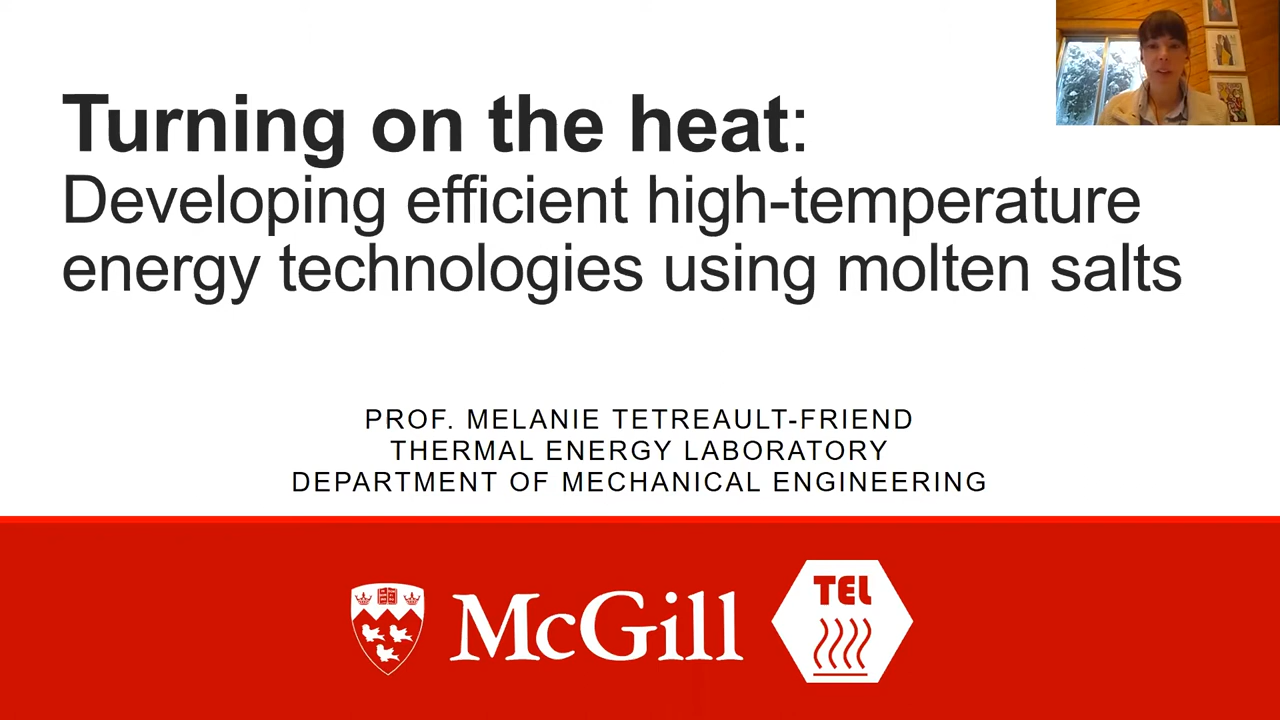 Turning on the heat:
Developing efficient high-temperature
energy technologies using molten salts
PROF. MELANIE TETREAULT-FRIEND
THERMAL ENERGY LABORATORY
DEPARTMENT OF MECHANICAL ENGINEERING
McGill
TEL